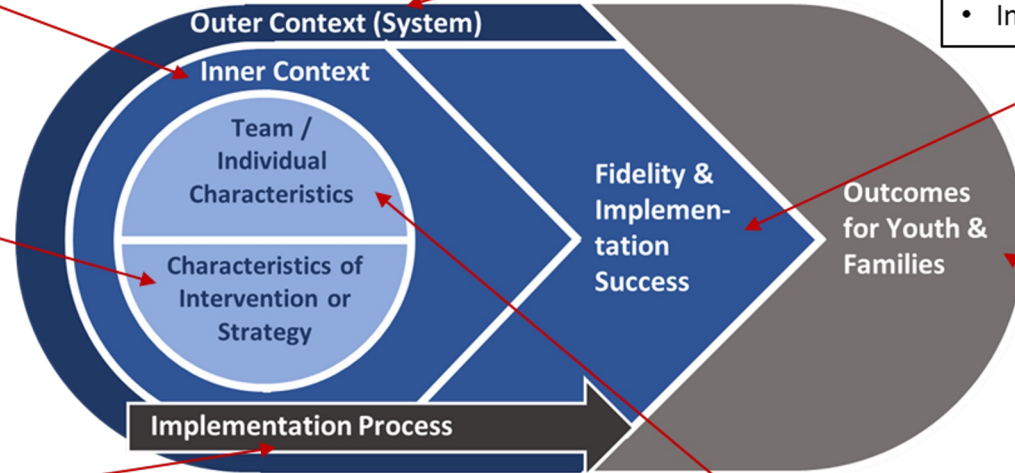 Outer Context (System)
• In
Inner Context
Team /
Individual
Characteristics
Characteristics of
Intervention or
Strategy
Fidelity &
Implemen-
tation
Success
Outcomes
for Youth &
Families
Implementation Process